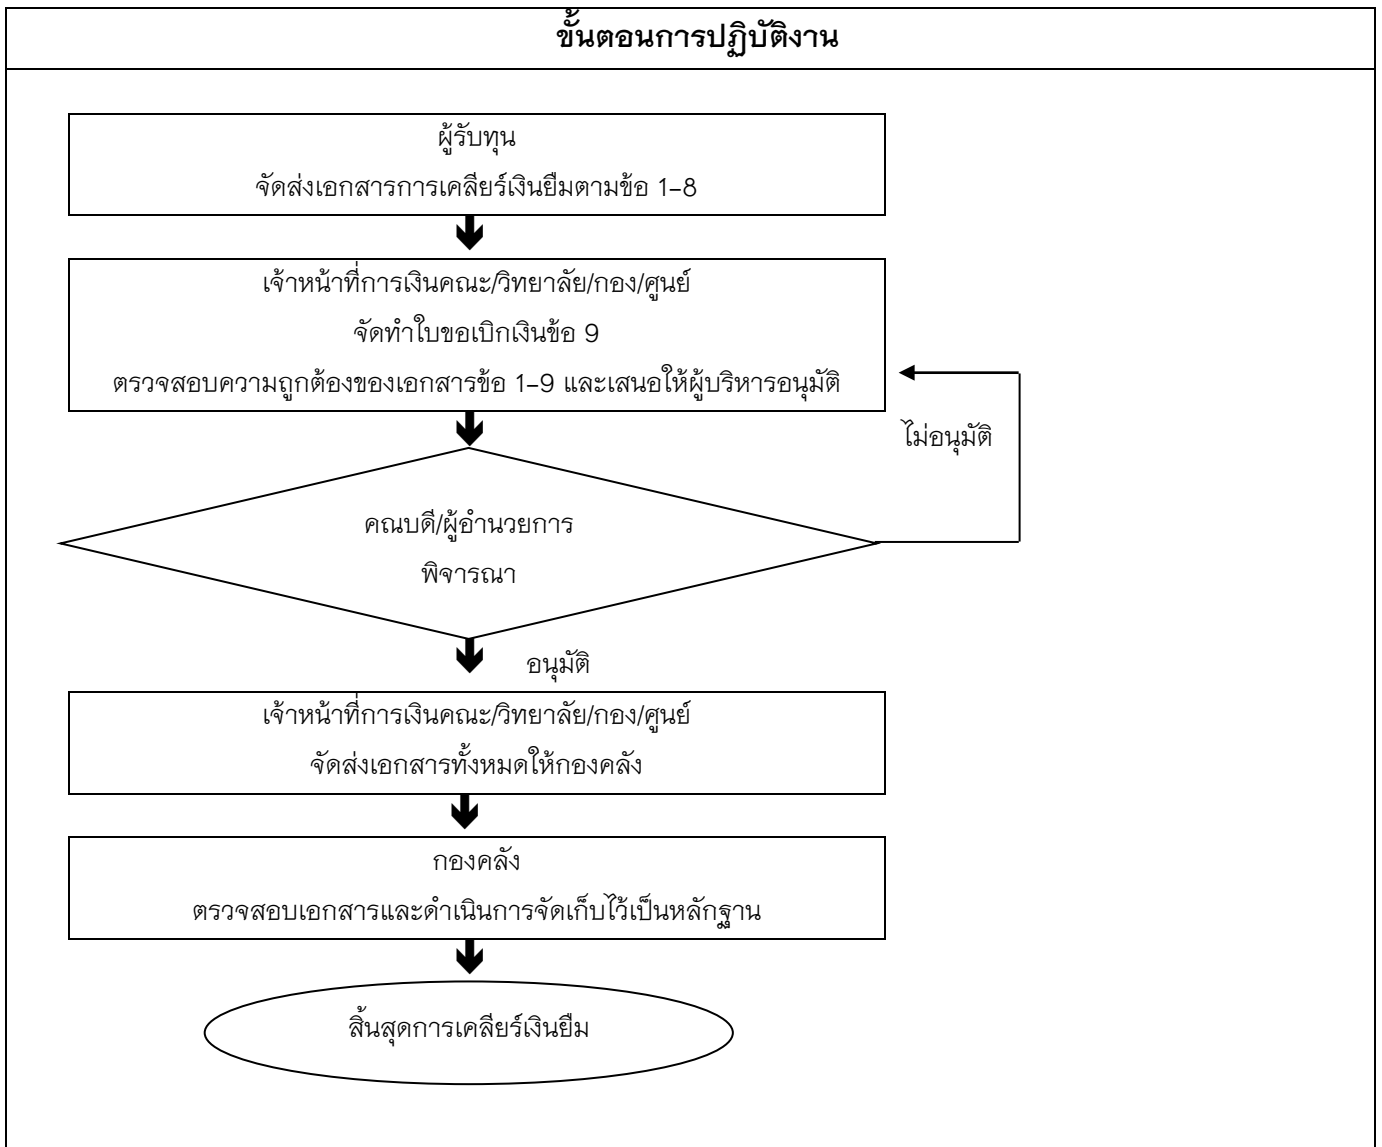 ขั้นตอนการปฏิบัติงาน
ผู้รับทุน
จัดส่งเอกสารการเคลียร์เงินยืมตามข้อ 1–8
เจ้าหน้าที่การเงินคณะ/วิทยาลัย/กอง/ศูนย์
จัดทำใบขอเบิกเงินข้อ 9
ตรวจสอบความถูกต้องของเอกสารข้อ 1–9 และเสนอให้ผู้บริหารอนุมัติ
ไม่อนุมัติ
คณบดี/ผู้อำนวยการ
พิจารณา
อนุมัติ
เจ้าหน้าที่การเงินคณะ/วิทยาลัย/กอง/ศูนย์
จัดส่งเอกสารทั้งหมดให้กองคลัง
กองคลัง
ตรวจสอบเอกสารและดำเนินการจัดเก็บไว้เป็นหลักฐาน
สิ้นสุดการเคลียร์เงินยืม